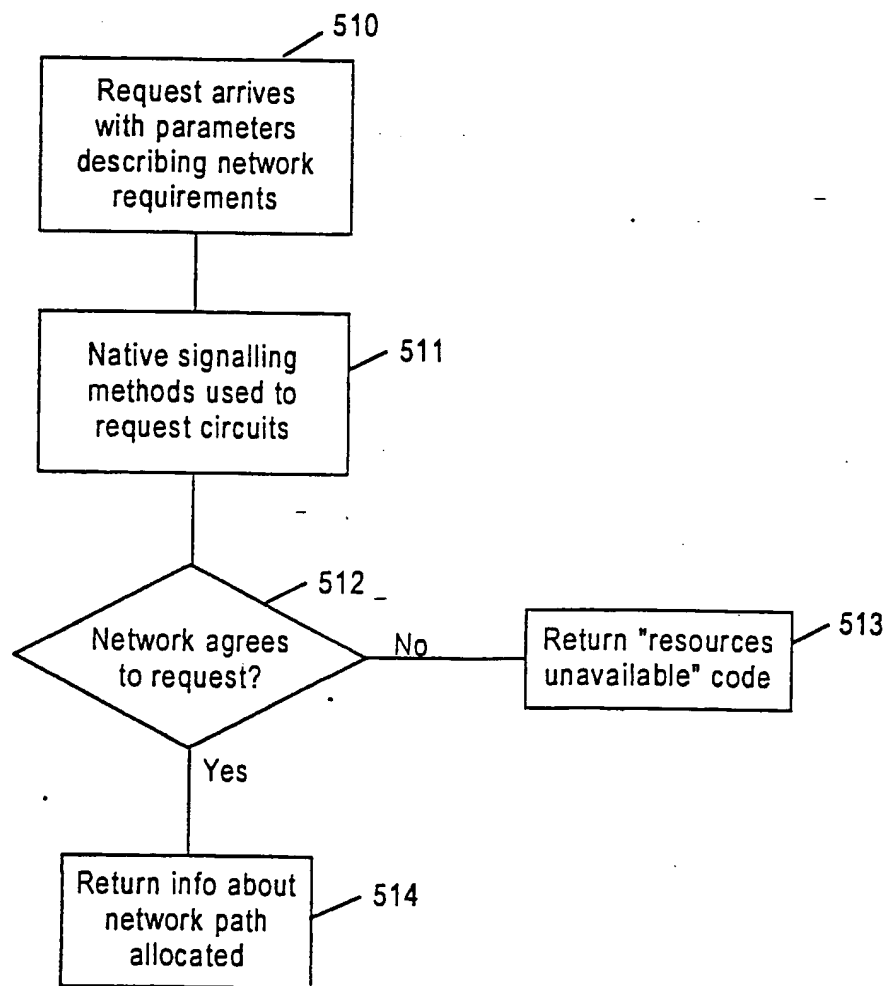 510
Request arrives
with parameters
describing network
requirements
511
Native signalling
methods used to
request circuits
512
Network agrees
to request?
No
513
Return "resources
unavailable" code
Yes
514
Return info about
network path
allocated